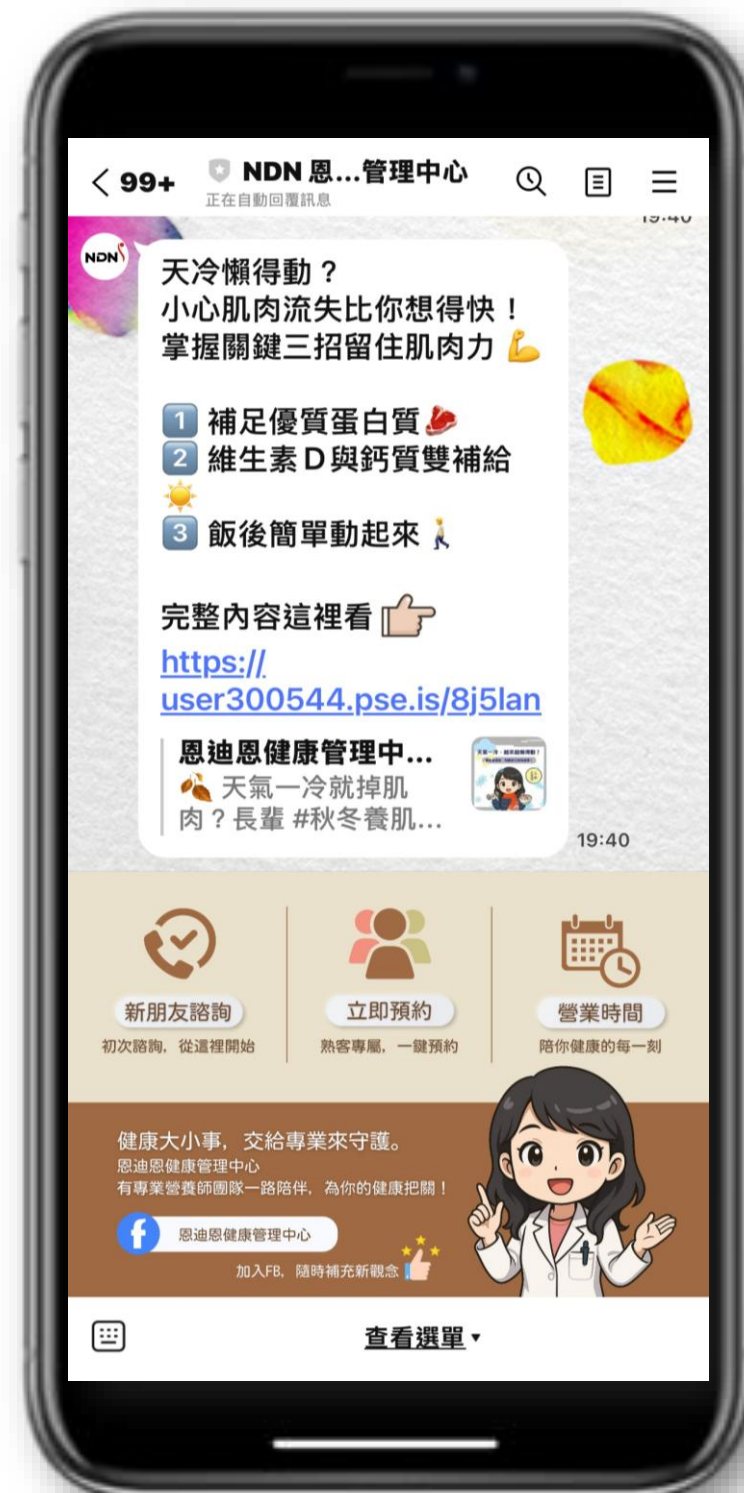 99+
NDN 恩...管理中心
正在自動回覆訊息
19:40
NDN
天冷懶得動？
小心肌肉流失比你想得快！
掌握關鍵三招留住肌肉力 💪
1️⃣ 補足優質蛋白質🥩
2️⃣ 維生素Ｄ與鈣質雙補給
☀️
3️⃣ 飯後簡單動起來🚶
完整內容這裡看 👉
https://
user300544.pse.is/8j5lan
恩迪恩健康管理中...
🍂 天氣一冷就掉肌
肉？長輩 #秋冬養肌...
19:40
新朋友諮詢
立即預約
營業時間
初次諮詢，從這裡開始
熟客專屬，一鍵預約
陪你健康的每一刻
健康大小事，交給專業來守護。
恩迪恩健康管理中心
有專業營養師團隊一路陪伴，為你的健康把關！
恩迪恩健康管理中心
加入FB，隨時補充新觀念
查看選單▾